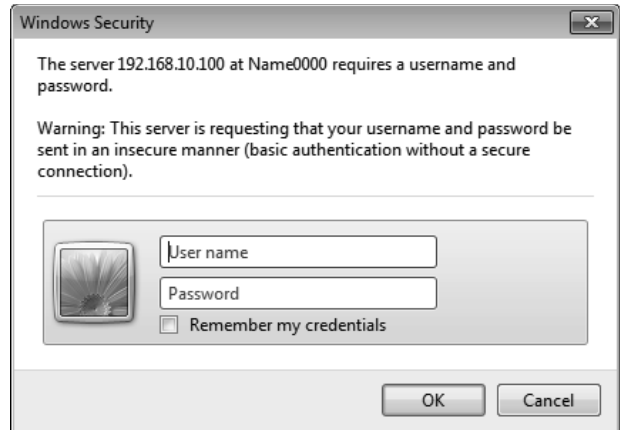 Windows Security
The server 192.168.10.100 at Name0000 requires a username and
password.
Warning: This server is requesting that your username and password be
sent in an insecure manner (basic authentication without a secure
connection).
User name
Password
Remember my credentials
OK Cancel